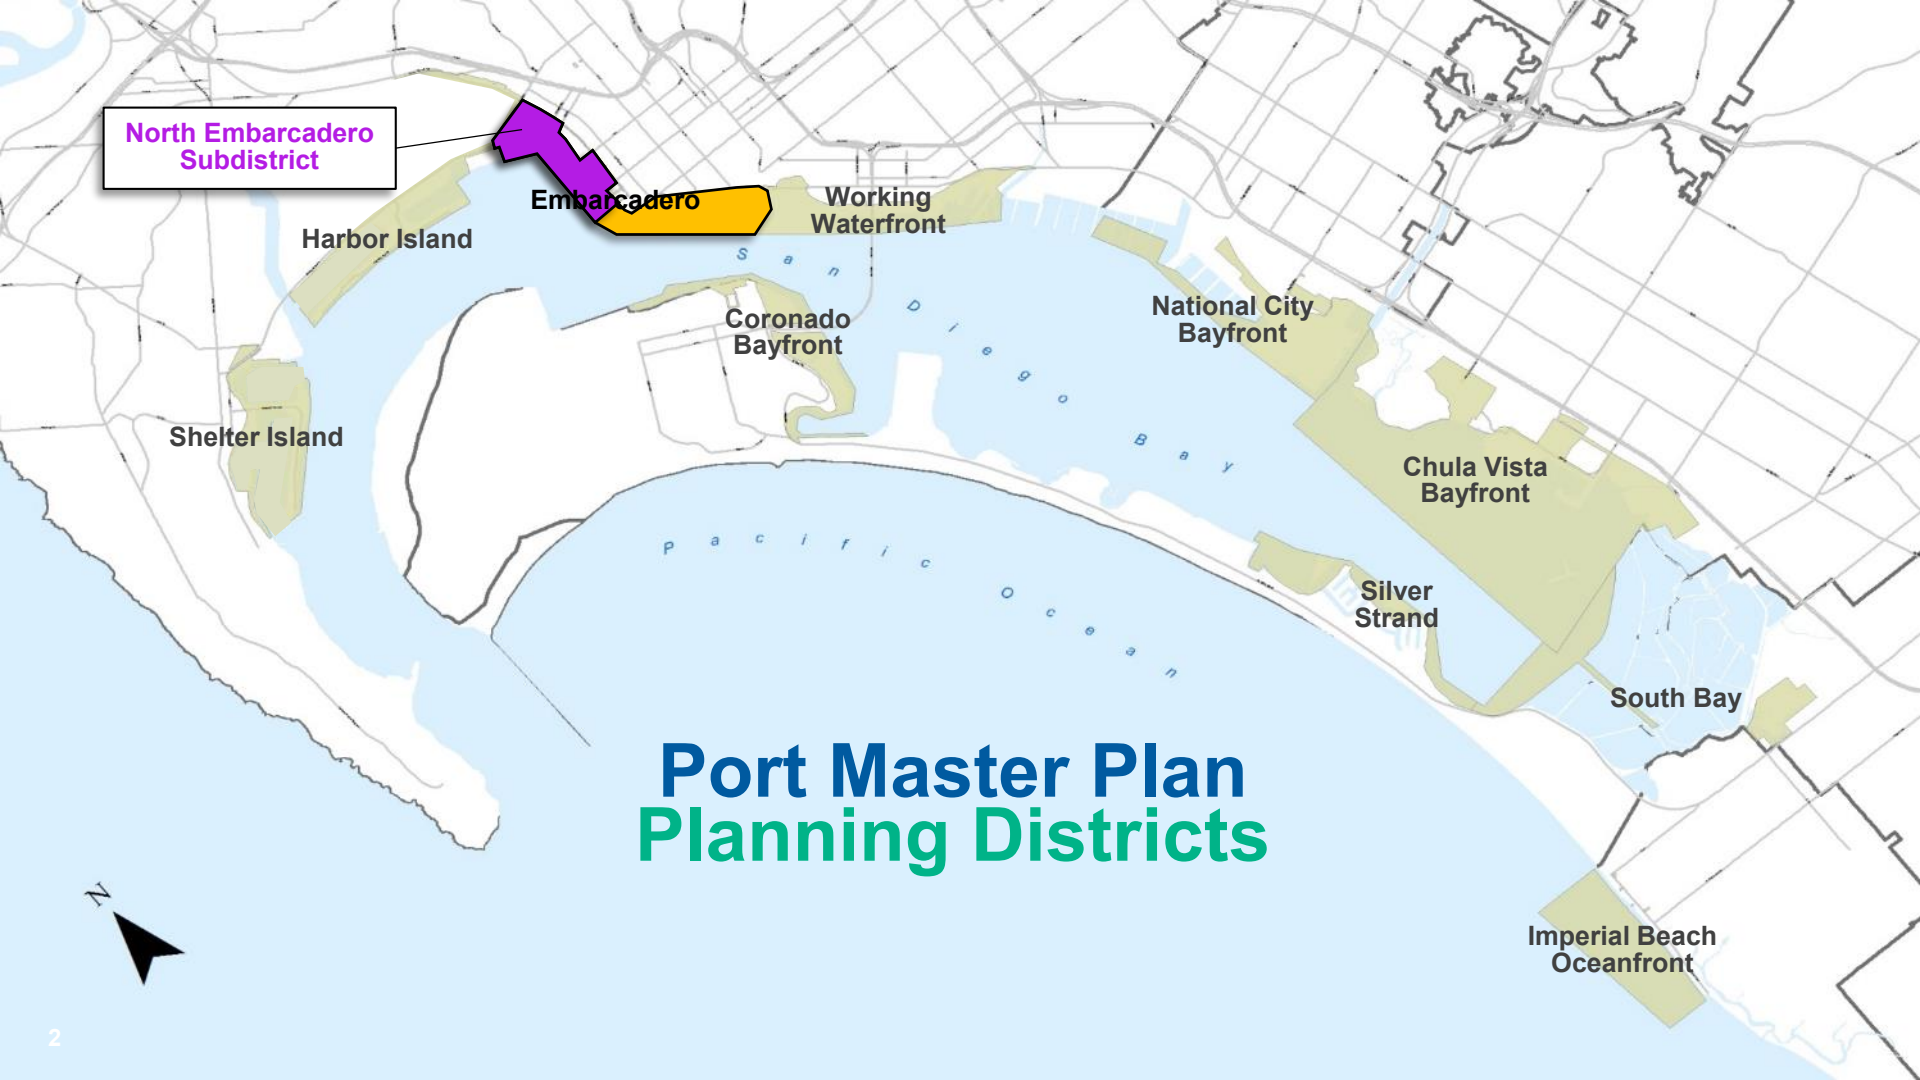 North Embarcadero
Subdistrict
Embarcadero
Working
Waterfront
Harbor Island
San Diego Bay
Coronado
Bayfront
National City
Bayfront
Shelter Island
Chula Vista
Bayfront
Pacific Ocean
Silver
Strand
South Bay
Port Master Plan
Planning Districts
N
Imperial Beach
Oceanfront
2